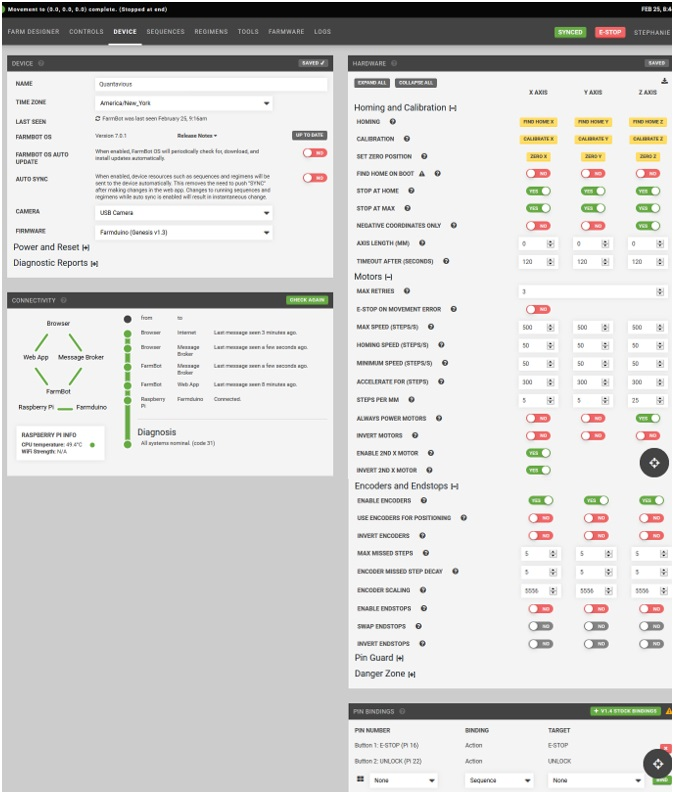 Movement to (0.0, 0.0, 0.0) complete. (Stopped at end)
FEB 25, 8:4
FARM DESIGNER CONTROLS DEVICE SEQUENCES REGIMENS TOOLS FARMWARE LOGS
SYNCED E-STOP STEPHANIE
DEVICE
SAVED ✔
NAME Quantavious
TIME ZONE America/New_York
LAST SEEN FarmBot was last seen February 25, 9:16am
FARMBOT OS Version 7.0.1 Release Notes UP TO DATE
FARMBOT OS AUTO UPDATE
When enabled, FarmBot OS will periodically check for, download, and
install updates automatically.
NO
AUTO SYNC
When enabled, device resources such as sequences and regimens will be
sent to the device automatically. This removes the need to push "SYNC"
after making changes in the web app. Changes to running sequences
and regimens while auto sync is enabled will result in instantaneous change.
NO
CAMERA USB Camera
FIRMWARE Farmduino (Genesis v1.3)
Power and Reset [+]
Diagnostic Reports [+]
CONNECTIVITY
CHECK AGAIN
Browser
Web App Message Broker
FarmBot
Raspberry Pi Farmduino
RASPBERRY PI INFO
CPU temperature: 49.4°C
WiFi Strength: N/A
from to
Browser Internet Last message seen 3 minutes ago.
Browser Message Broker Last message seen a few seconds ago.
FarmBot Message Broker Last message seen a few seconds ago.
FarmBot Web App Last message seen 8 minutes ago.
Raspberry Pi Farmduino Connected.
Diagnosis
All systems nominal. (code 31)
HARDWARE
SAVED
EXPAND ALL COLLAPSE ALL
X AXIS Y AXIS Z AXIS
Homing and Calibration [-]
HOMING FIND HOME X FIND HOME Y FIND HOME Z
CALIBRATION CALIBRATE X CALIBRATE Y CALIBRATE Z
SET ZERO POSITION ZERO X ZERO Y ZERO Z
FIND HOME ON BOOT NO NO NO
STOP AT HOME YES YES YES
STOP AT MAX YES YES YES
NEGATIVE COORDINATES ONLY NO NO YES
AXIS LENGTH (MM) 0 0 0
TIMEOUT AFTER (SECONDS) 120 120 120
Motors [-]
MAX RETRIES 3
E-STOP ON MOVEMENT ERROR NO
MAX SPEED (STEPS/S) 500 500 500
HOMING SPEED (STEPS/S) 50 50 50
MINIMUM SPEED (STEPS/S) 50 50 50
ACCELERATE FOR (STEPS) 300 300 300
STEPS PER MM 5 5 25
ALWAYS POWER MOTORS NO NO YES
INVERT MOTORS NO NO NO
ENABLE 2ND X MOTOR YES
INVERT 2ND X MOTOR YES
Encoders and Endstops [-]
ENABLE ENCODERS YES YES YES
USE ENCODERS FOR POSITIONING NO NO NO
INVERT ENCODERS NO NO NO
MAX MISSED STEPS 5 5 5
ENCODER MISSED STEP DECAY 5 5 5
ENCODER SCALING 5556 5556 5556
ENABLE ENDSTOPS NO NO NO
SWAP ENDSTOPS NO NO NO
INVERT ENDSTOPS NO NO NO
Pin Guard [+]
Danger Zone [+]
PIN BINDINGS
+ V1.4 STOCK BINDINGS
PIN NUMBER BINDING TARGET
Button 1: E-STOP (Pi 16) Action E-STOP
Button 2: UNLOCK (Pi 22) Action UNLOCK
None Sequence None